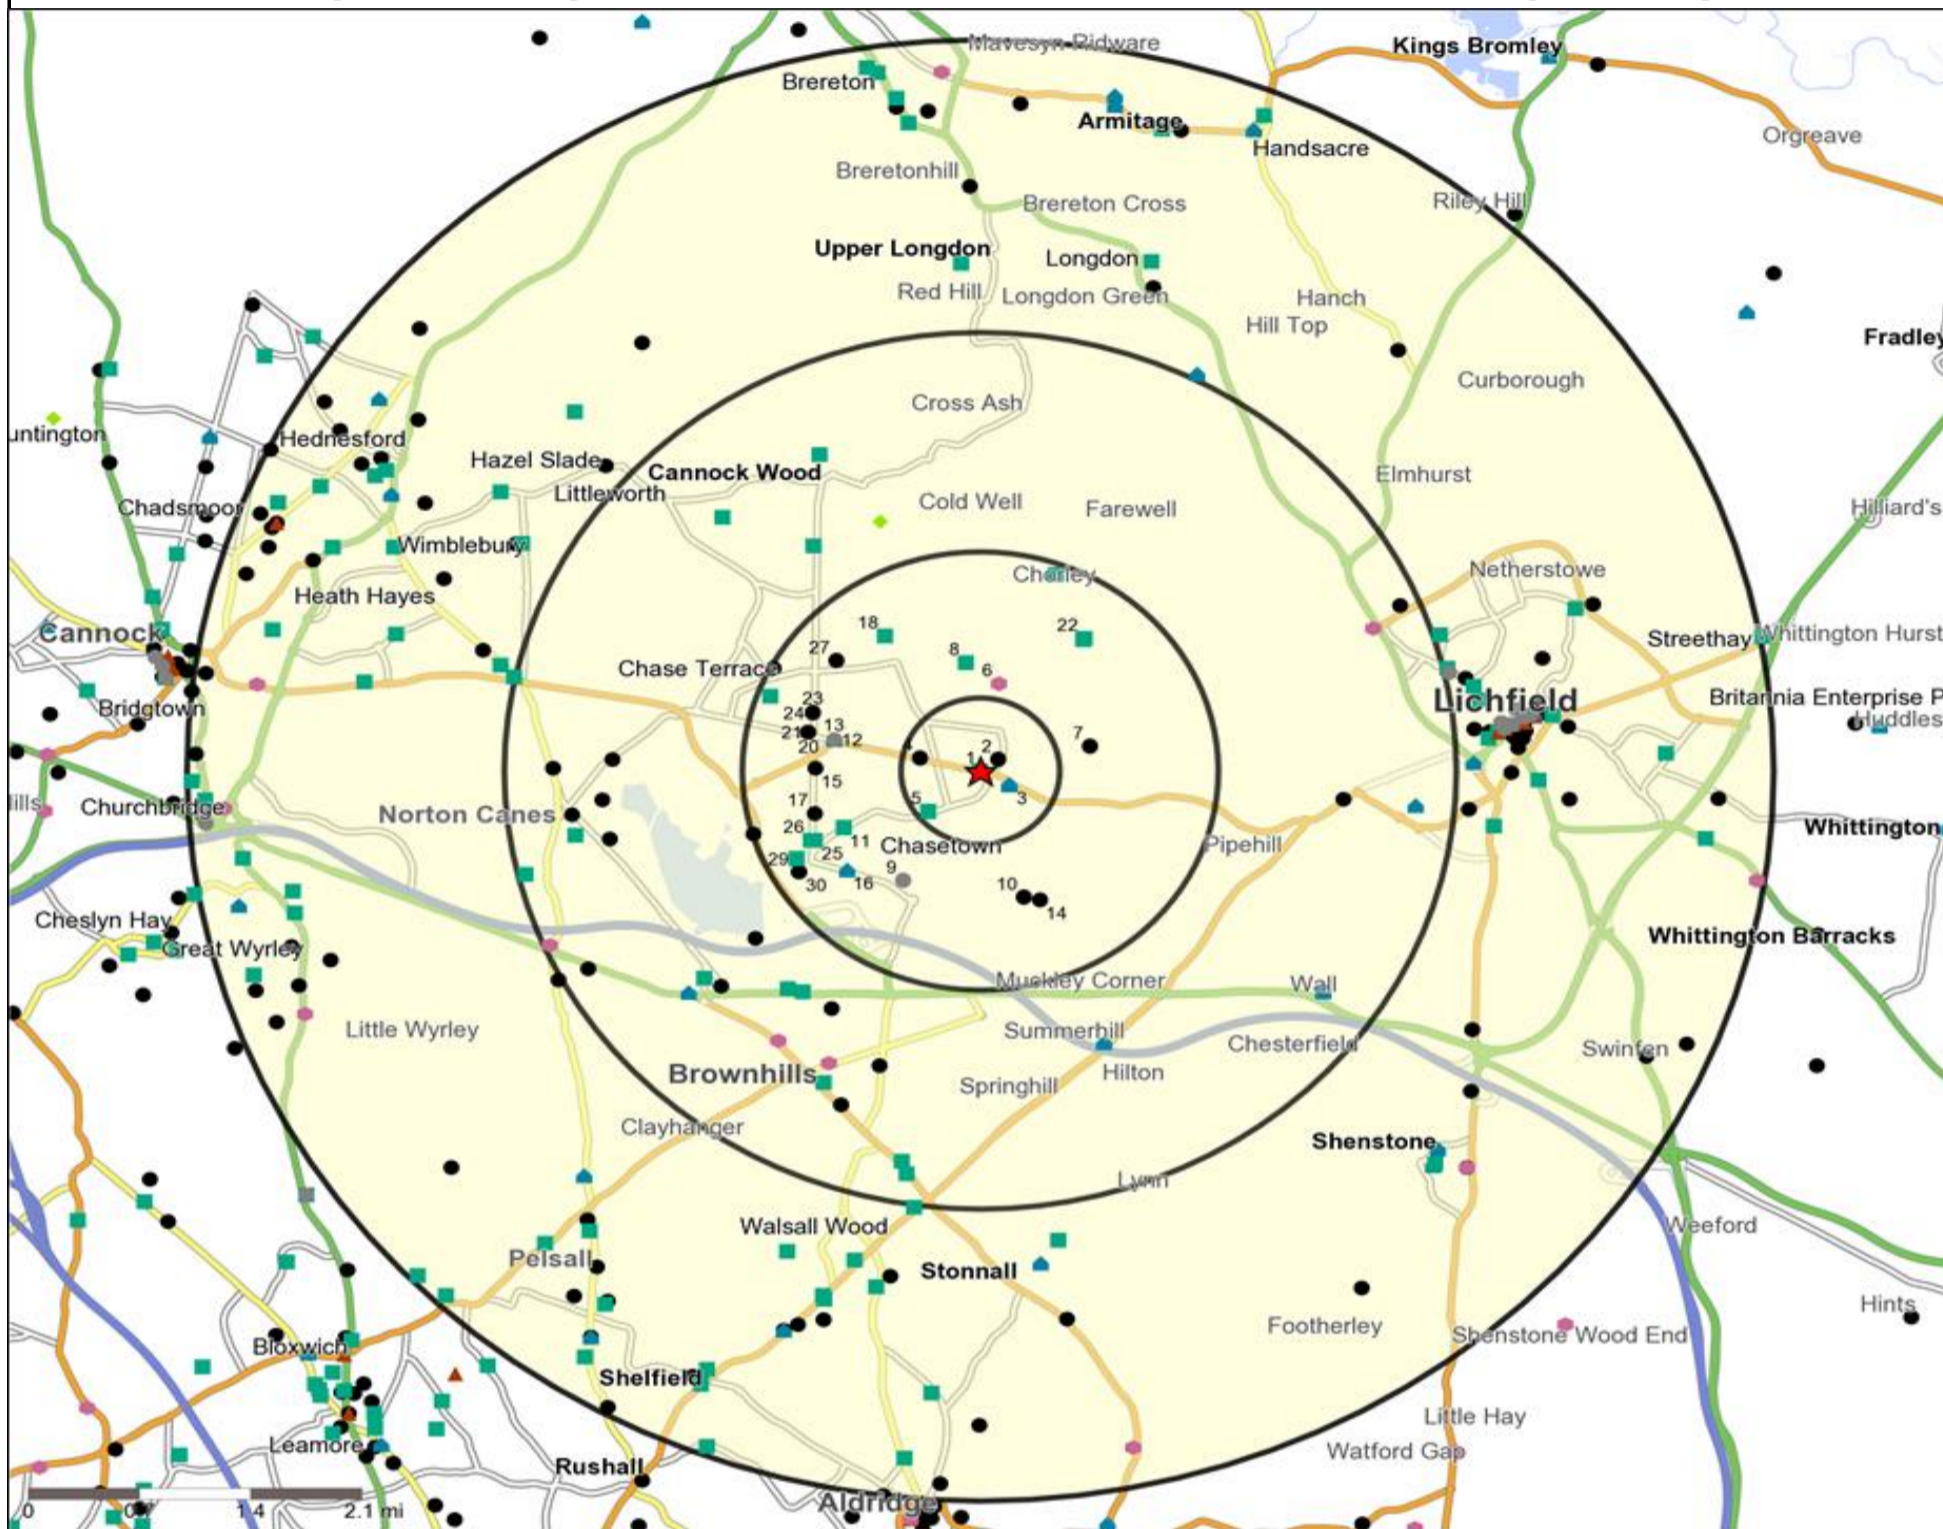 Mavesyn Ridware
Kings Bromley
Brereton
Armitage
Orgreave
Handsacre
Breretonhill
Brereton Cross
Riley Hill
Upper Longdon
Longdon
Red Hill
Longdon Green
Hanch
Hill Top
Fradley
Curborough
Cross Ash
untington
Hednesford
Hazel Slade
Cannock Wood
Elmhurst
Littleworth
Cold Well
Farewell
Chadsmoor
Hilliard's
Wimblebury
Netherstowe
Chorley
Heath Hayes
18
22
Cannock
Streethay
Whittington Hurst
27
8
Chase Terrace
6
Lichfield
Britannia Enterprise P
Bridgtown
23
24
Huddles
13
21
12
7
20
2
4
1
15
ills
Churchbridge
17
5
3
Norton Canes
26
11
Chasetown
Pipehill
Whittington
29
25
9
30
16
10
14
Cheslyn Hay
Great Wyrley
Whittington Barracks
Muckley Corner
Wall
Little Wyrley
Summerhill
Chesterfield
Swinfen
Brownhills
Springhill
Hilton
Clayhanger
Shenstone
Lynn
Walsall Wood
Weeford
Pelsall
Stonnall
Hints
Footherley
Shenstone Wood End
Bloxwich
Shelfield
Little Hay
Leamore
Watford Gap
Rushall
Aldridge
0
0.7
1.4
2.1 mi